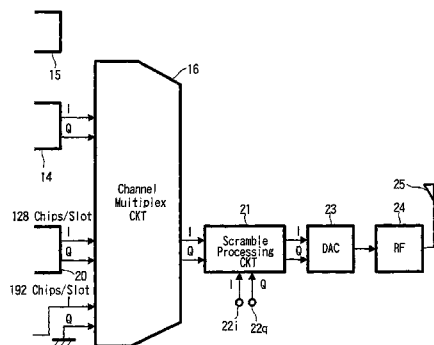 15
16
14
I
Q
Channel
Multiplex
CKT
128 Chips/Slot
I
Q
20
192 Chips/Slot
I
Q
I
Q
21
Scramble
Processing
CKT
I
Q
22i
22q
I
Q
23
DAC
24
RF
25